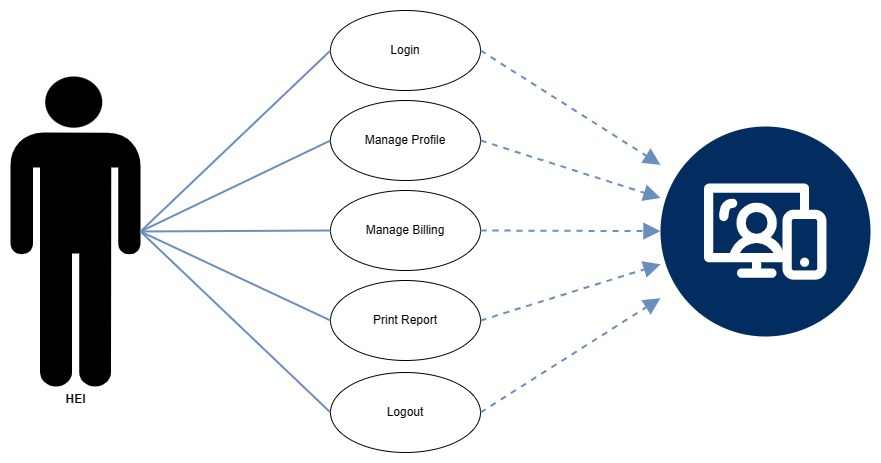 Login
Manage Profile
Manage Billing
Print Report
Logout
HEI